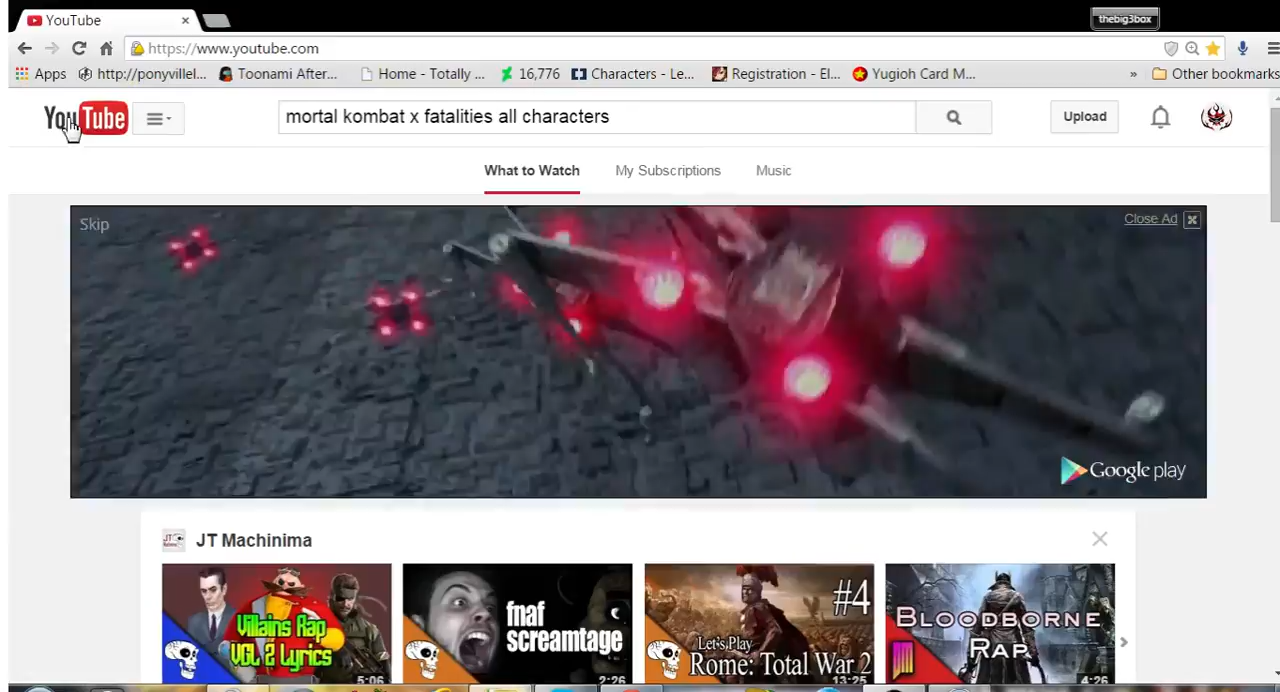 YouTube
thebig3box
https://www.youtube.com
Apps http://ponyvillel... Toonami After... Home - Totally ... 16,776 Characters - Le... Registration - El... Yugioh Card M... » Other bookmarks
YouTube mortal kombat x fatalities all characters Upload
What to Watch My Subscriptions Music
Skip Close Ad
Google play
JT Machinima
Villains Rap
VGL 2 Lyrics
5:06
fnaf
screamtage
2:26
#4
Let's Play
Rome: Total War 2
13:25
BLOODBORNE
RAP
4:26